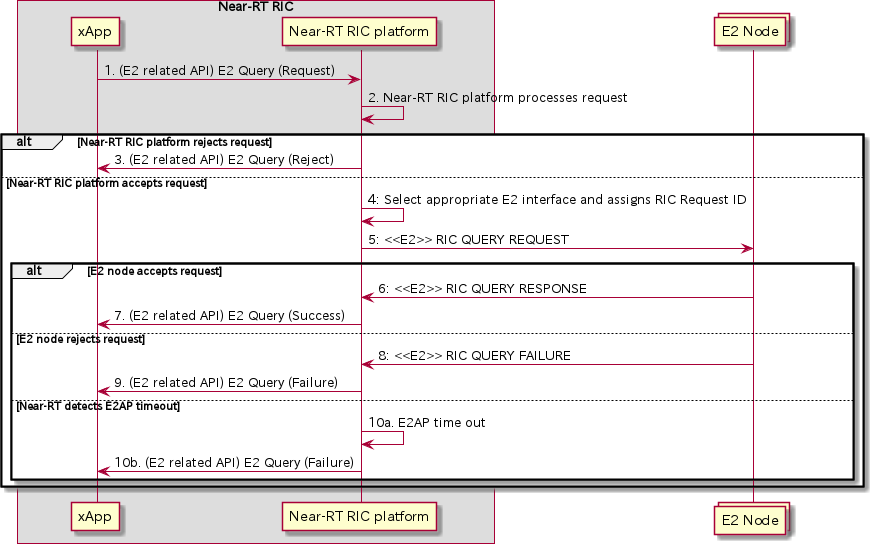 Near-RT RIC
xApp
Near-RT RIC platform
E2 Node
1. (E2 related API) E2 Query (Request)
2. Near-RT RIC platform processes request
alt
[Near-RT RIC platform rejects request]
3. (E2 related API) E2 Query (Reject)
[Near-RT RIC platform accepts request]
4: Select appropriate E2 interface and assigns RIC Request ID
5: <<E2>> RIC QUERY REQUEST
alt
[E2 node accepts request]
6: <<E2>> RIC QUERY RESPONSE
7. (E2 related API) E2 Query (Success)
[E2 node rejects request]
8: <<E2>> RIC QUERY FAILURE
9. (E2 related API) E2 Query (Failure)
[Near-RT detects E2AP timeout]
10a. E2AP time out
10b. (E2 related API) E2 Query (Failure)
xApp
Near-RT RIC platform
E2 Node